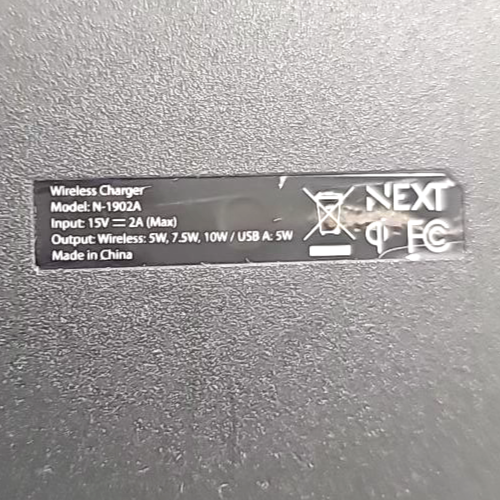 Wireless Charger
Model: N-1902A
Input: 15V ⎓ 2A (Max)
Output: Wireless: 5W, 7.5W, 10W / USB A: 5W
Made in China
NEXT
FC